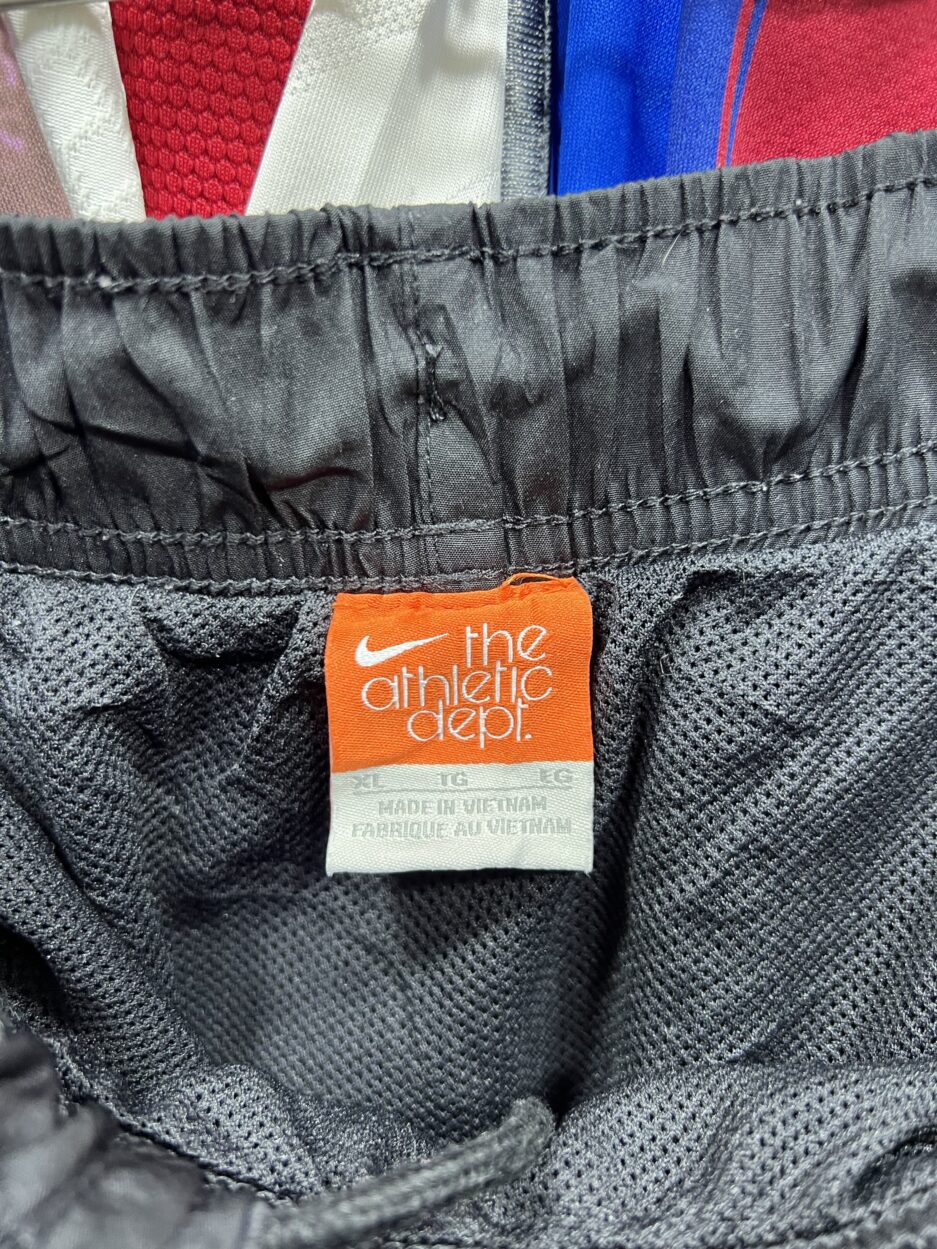 the
athletic
dept.
XL TG EG
MADE IN VIETNAM
FABRIQUE AU VIETNAM